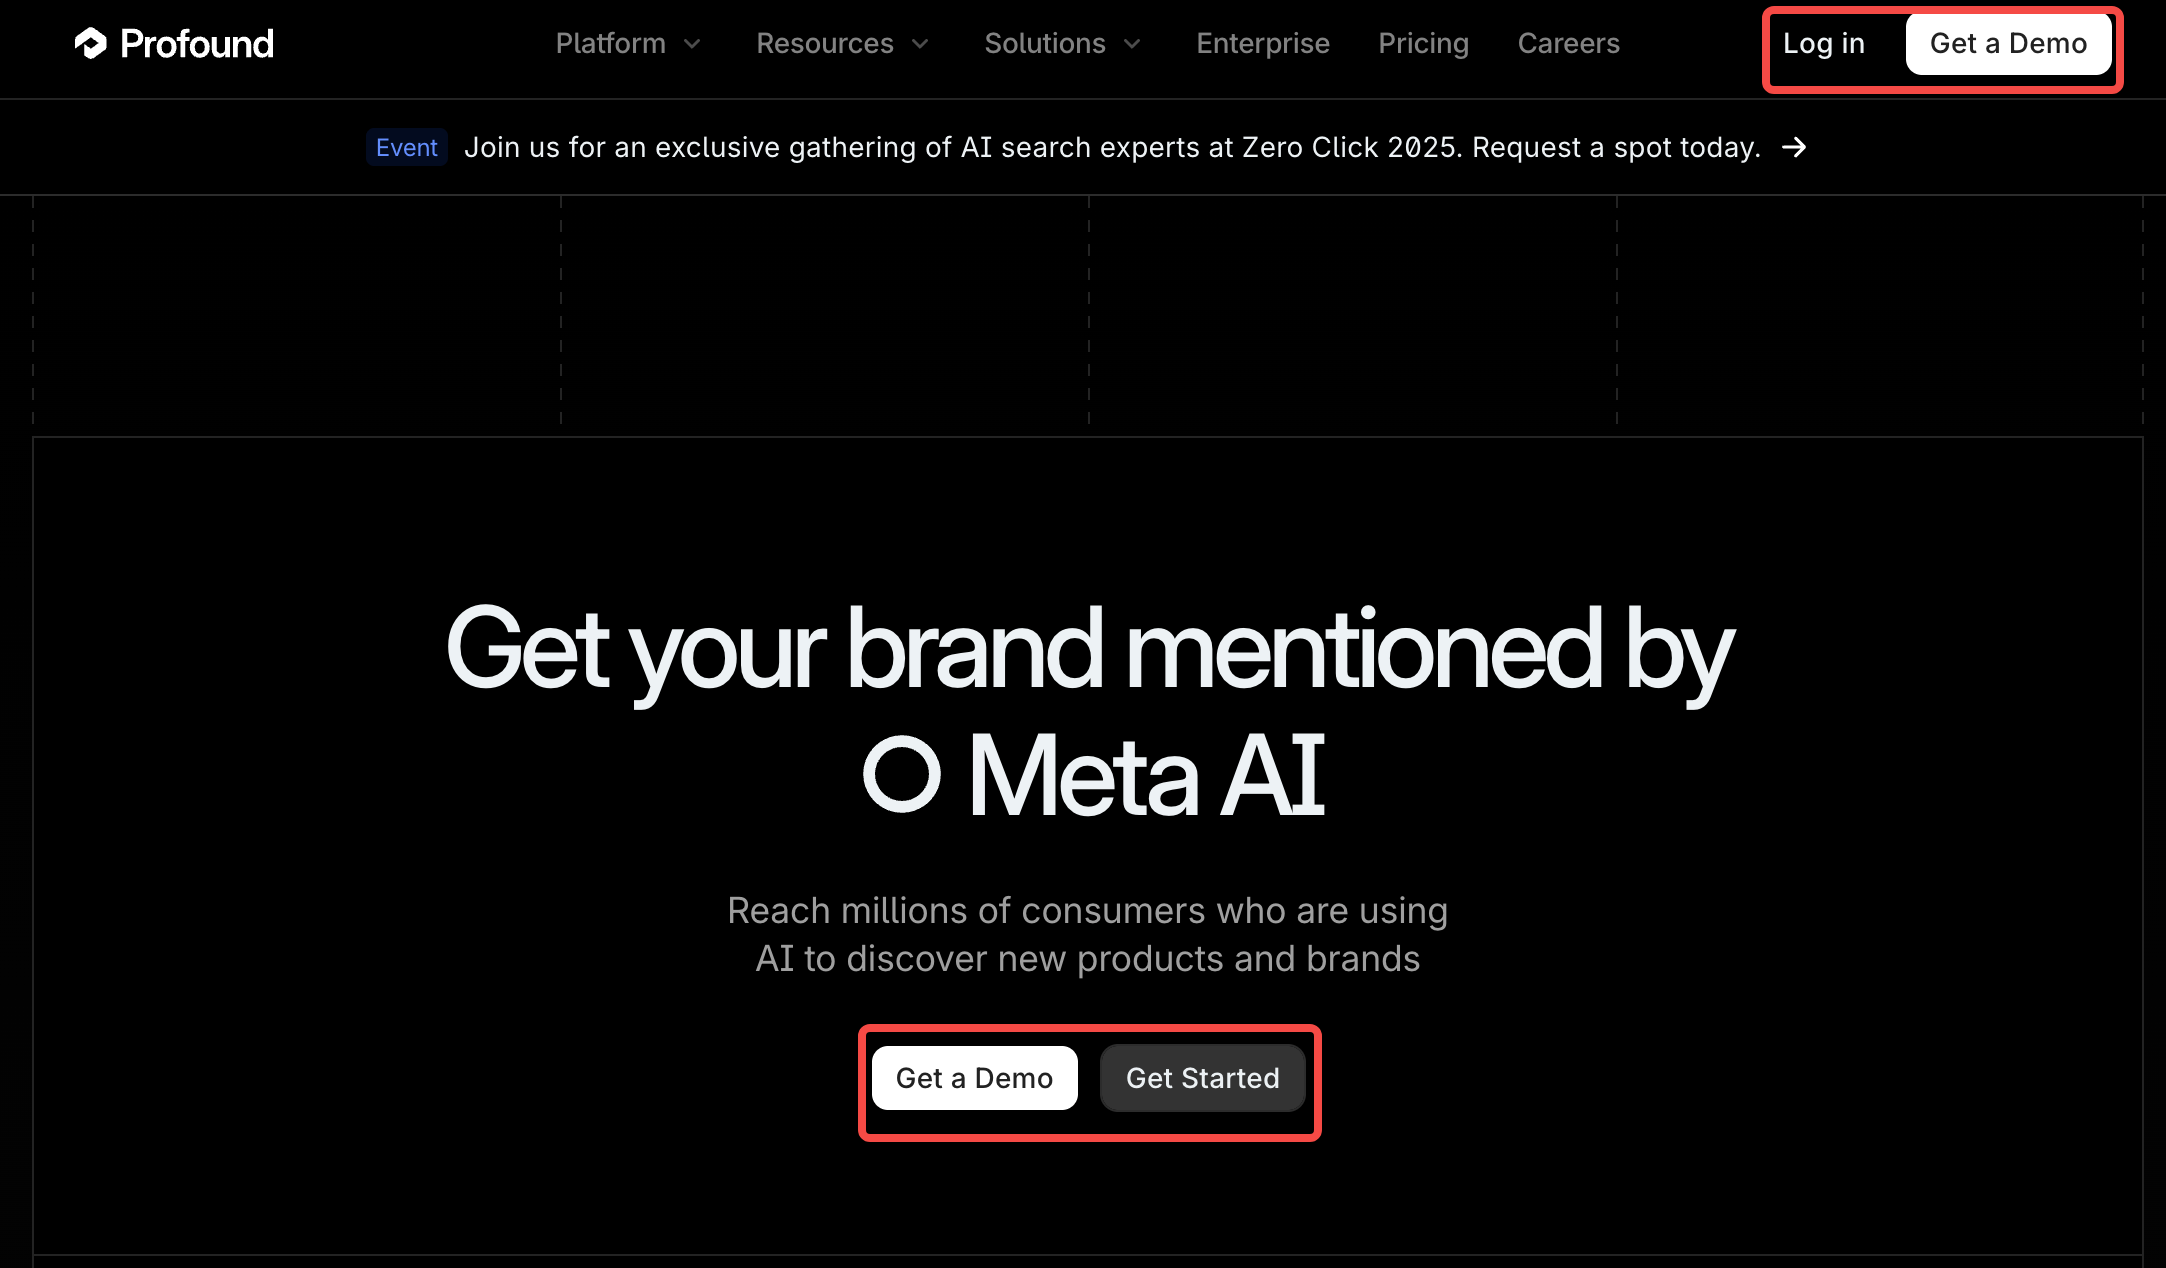 Profound
Platform Resources Solutions Enterprise Pricing Careers
Log in Get a Demo
Event Join us for an exclusive gathering of AI search experts at Zero Click 2025. Request a spot today. →
Get your brand mentioned by
Meta AI
Reach millions of consumers who are using
AI to discover new products and brands
Get a Demo Get Started